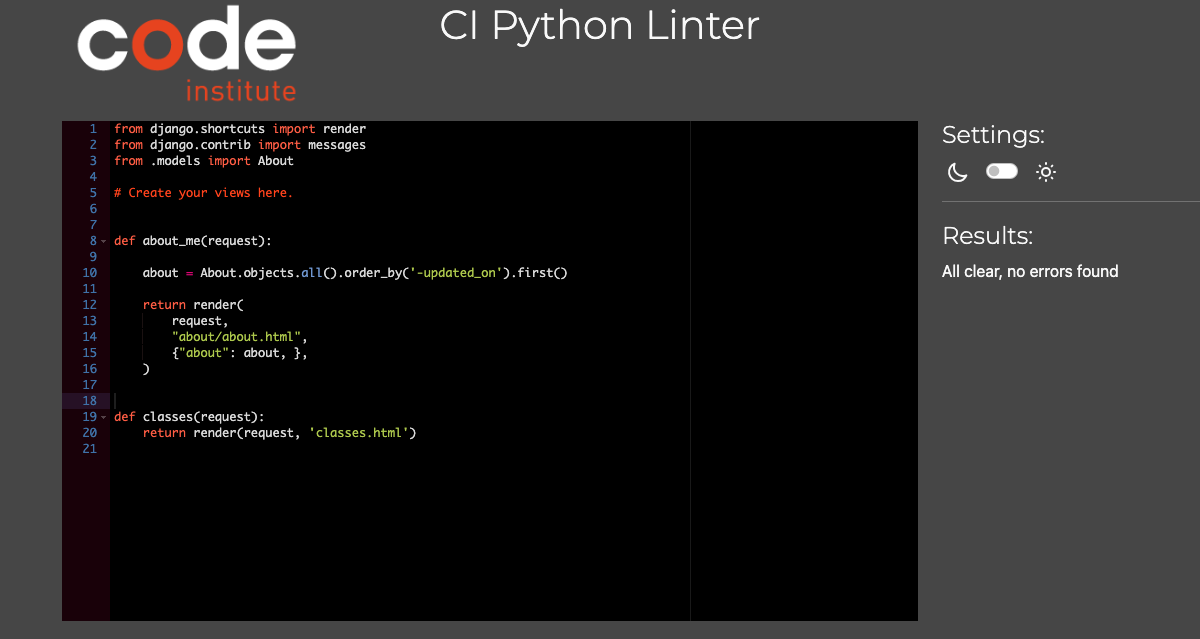 code
institute
CI Python Linter
1 from django.shortcuts import render
2 from django.contrib import messages
3 from .models import About
4
5 # Create your views here.
6
7
8 def about_me(request):
9
10     about = About.objects.all().order_by('-updated_on').first()
11
12     return render(
13         request,
14         "about/about.html",
15         {"about": about, },
16     )
17
18
19 def classes(request):
20     return render(request, 'classes.html')
21
Settings:
Results:
All clear, no errors found